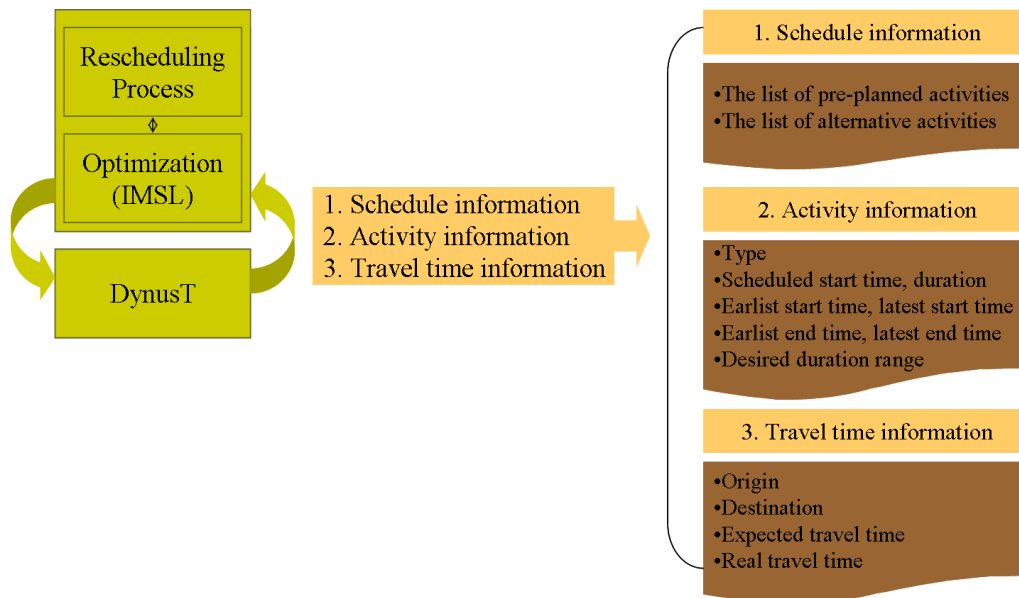 Rescheduling
Process
Optimization
(IMSL)
DynusT
1. Schedule information
2. Activity information
3. Travel time information
1. Schedule information
•The list of pre-planned activities
•The list of alternative activities
2. Activity information
•Type
•Scheduled start time, duration
•Earlist start time, latest start time
•Earlist end time, latest end time
•Desired duration range
3. Travel time information
•Origin
•Destination
•Expected travel time
•Real travel time